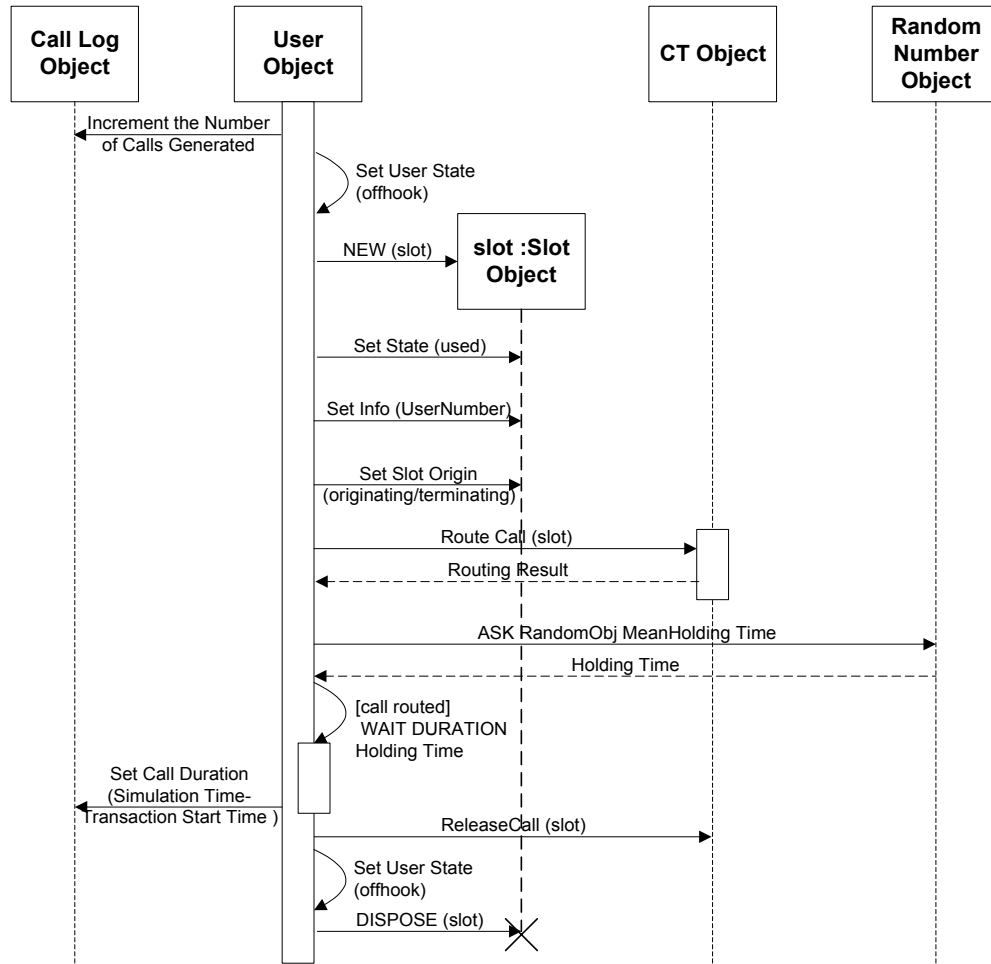 Call Log
Object
User
Object
CT Object
Random
Number
Object
Increment the Number
of Calls Generated
Set User State
(offhook)
NEW (slot)
slot :Slot
Object
Set State (used)
Set Info (UserNumber)
Set Slot Origin
(originating/terminating)
Route Call (slot)
Routing Result
ASK RandomObj MeanHolding Time
Holding Time
[call routed]
WAIT DURATION
Holding Time
Set Call Duration
(Simulation Time-
Transaction Start Time )
ReleaseCall (slot)
Set User State
(offhook)
DISPOSE (slot)